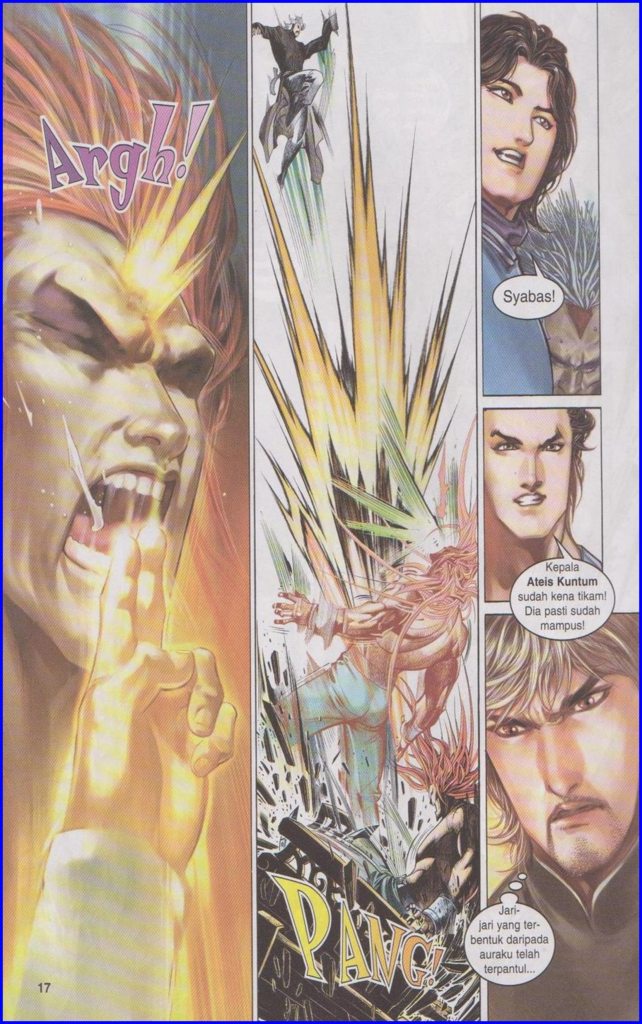 Argh!
PANG!
Syabas!
Kepala
Ateis Kuntum
sudah kena tikam!
Dia pasti sudah
mampus!
Jari-
jari yang ter-
bentuk daripada
auraku telah
terpantul...
17